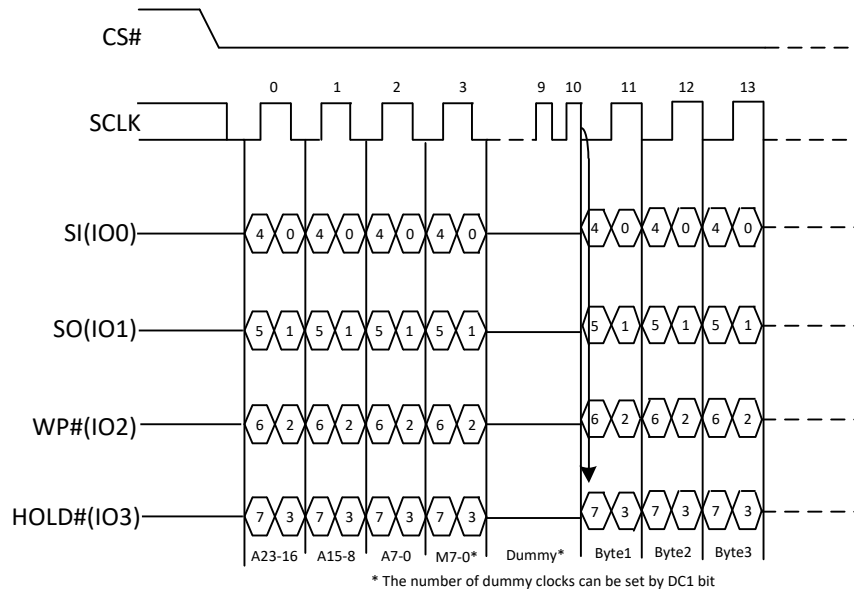 CS#
0 1 2 3 9 10 11 12 13
SCLK
SI(IO0) 4 0 4 0 4 0 4 0 4 0 4 0 4 0
SO(IO1) 5 1 5 1 5 1 5 1 5 1 5 1 5 1
WP#(IO2) 6 2 6 2 6 2 6 2 6 2 6 2 6 2
HOLD#(IO3) 7 3 7 3 7 3 7 3 7 3 7 3 7 3
A23-16 A15-8 A7-0 M7-0* Dummy* Byte1 Byte2 Byte3
* The number of dummy clocks can be set by DC1 bit